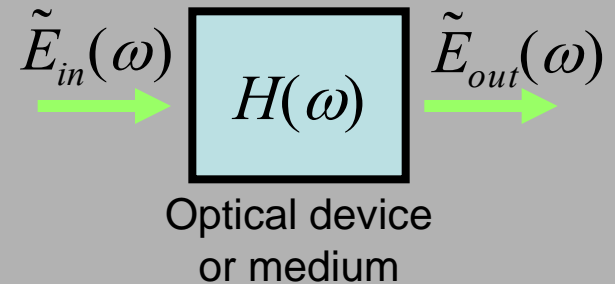 Ẽ_in(ω)
H(ω)
Ẽ_out(ω)
Optical device
or medium